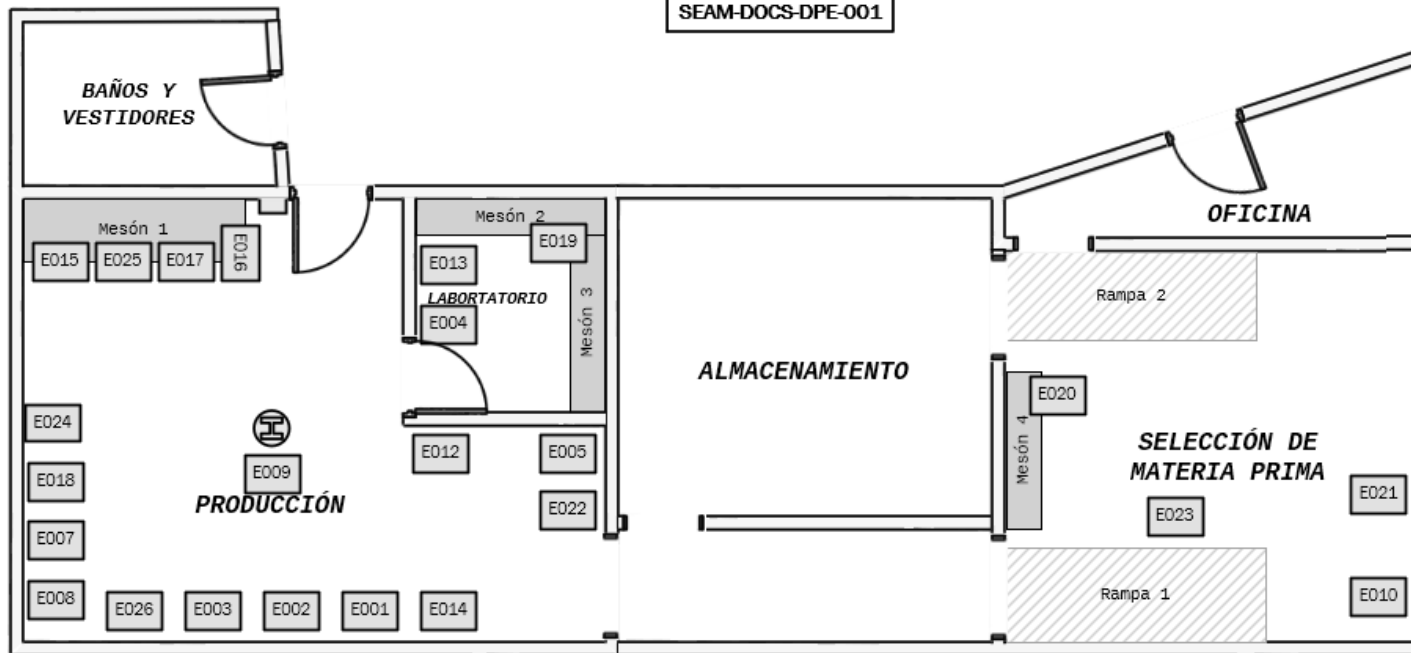 SEAM-DOCS-DPE-001
BAÑOS Y
VESTIDORES
OFICINA
Mesón 1
Mesón 2
E015
E025
E017
E016
E013
E019
LABORTATORIO
E004
Mesón 3
Rampa 2
ALMACENAMIENTO
E020
Mesón 4
SELECCIÓN DE
MATERIA PRIMA
E024
E009
E012
E005
E018
PRODUCCIÓN
E022
E023
E021
E007
E008
E026
E003
E002
E001
E014
Rampa 1
E010